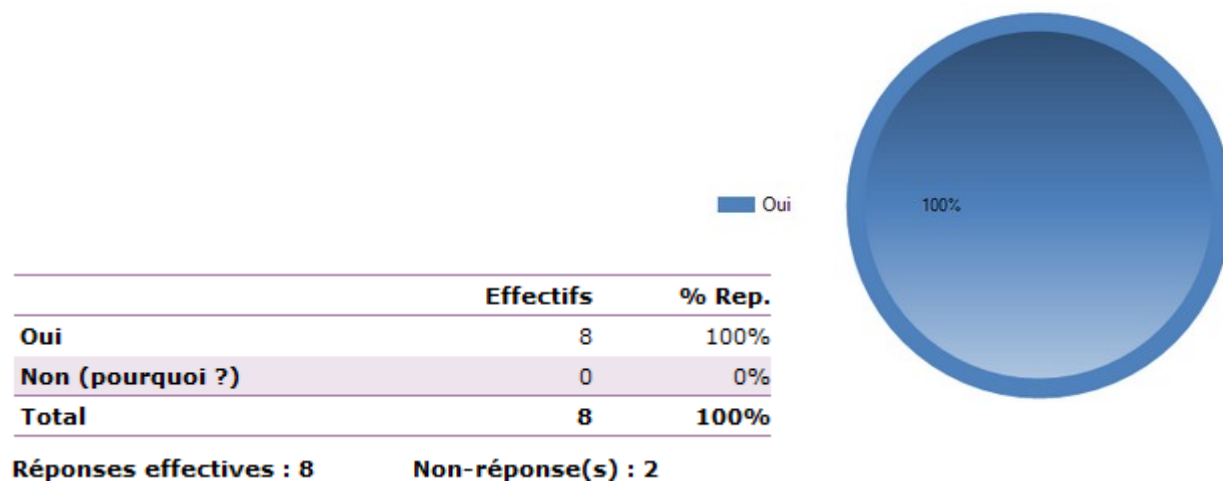 Oui
100%
Effectifs % Rep.
Oui 8 100%
Non (pourquoi ?) 0 0%
Total 8 100%
Réponses effectives : 8 Non-réponse(s) : 2